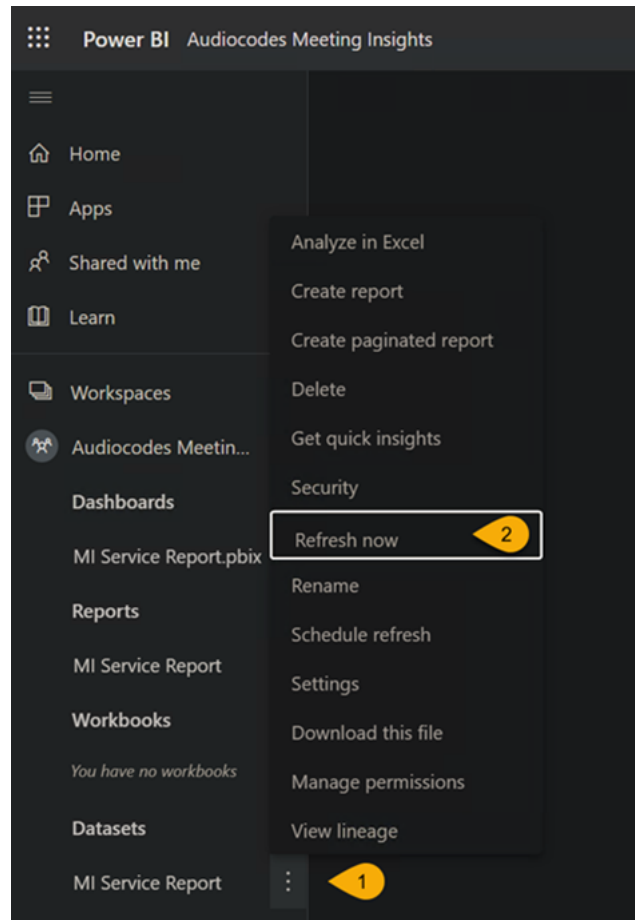 Power BI Audiocodes Meeting Insights
Home
Apps
Shared with me
Learn
Workspaces
Audiocodes Meetin...
Dashboards
MI Service Report.pbix
Reports
MI Service Report
Workbooks
You have no workbooks
Datasets
MI Service Report
1
Analyze in Excel
Create report
Create paginated report
Delete
Get quick insights
Security
Refresh now 2
Rename
Schedule refresh
Settings
Download this file
Manage permissions
View lineage